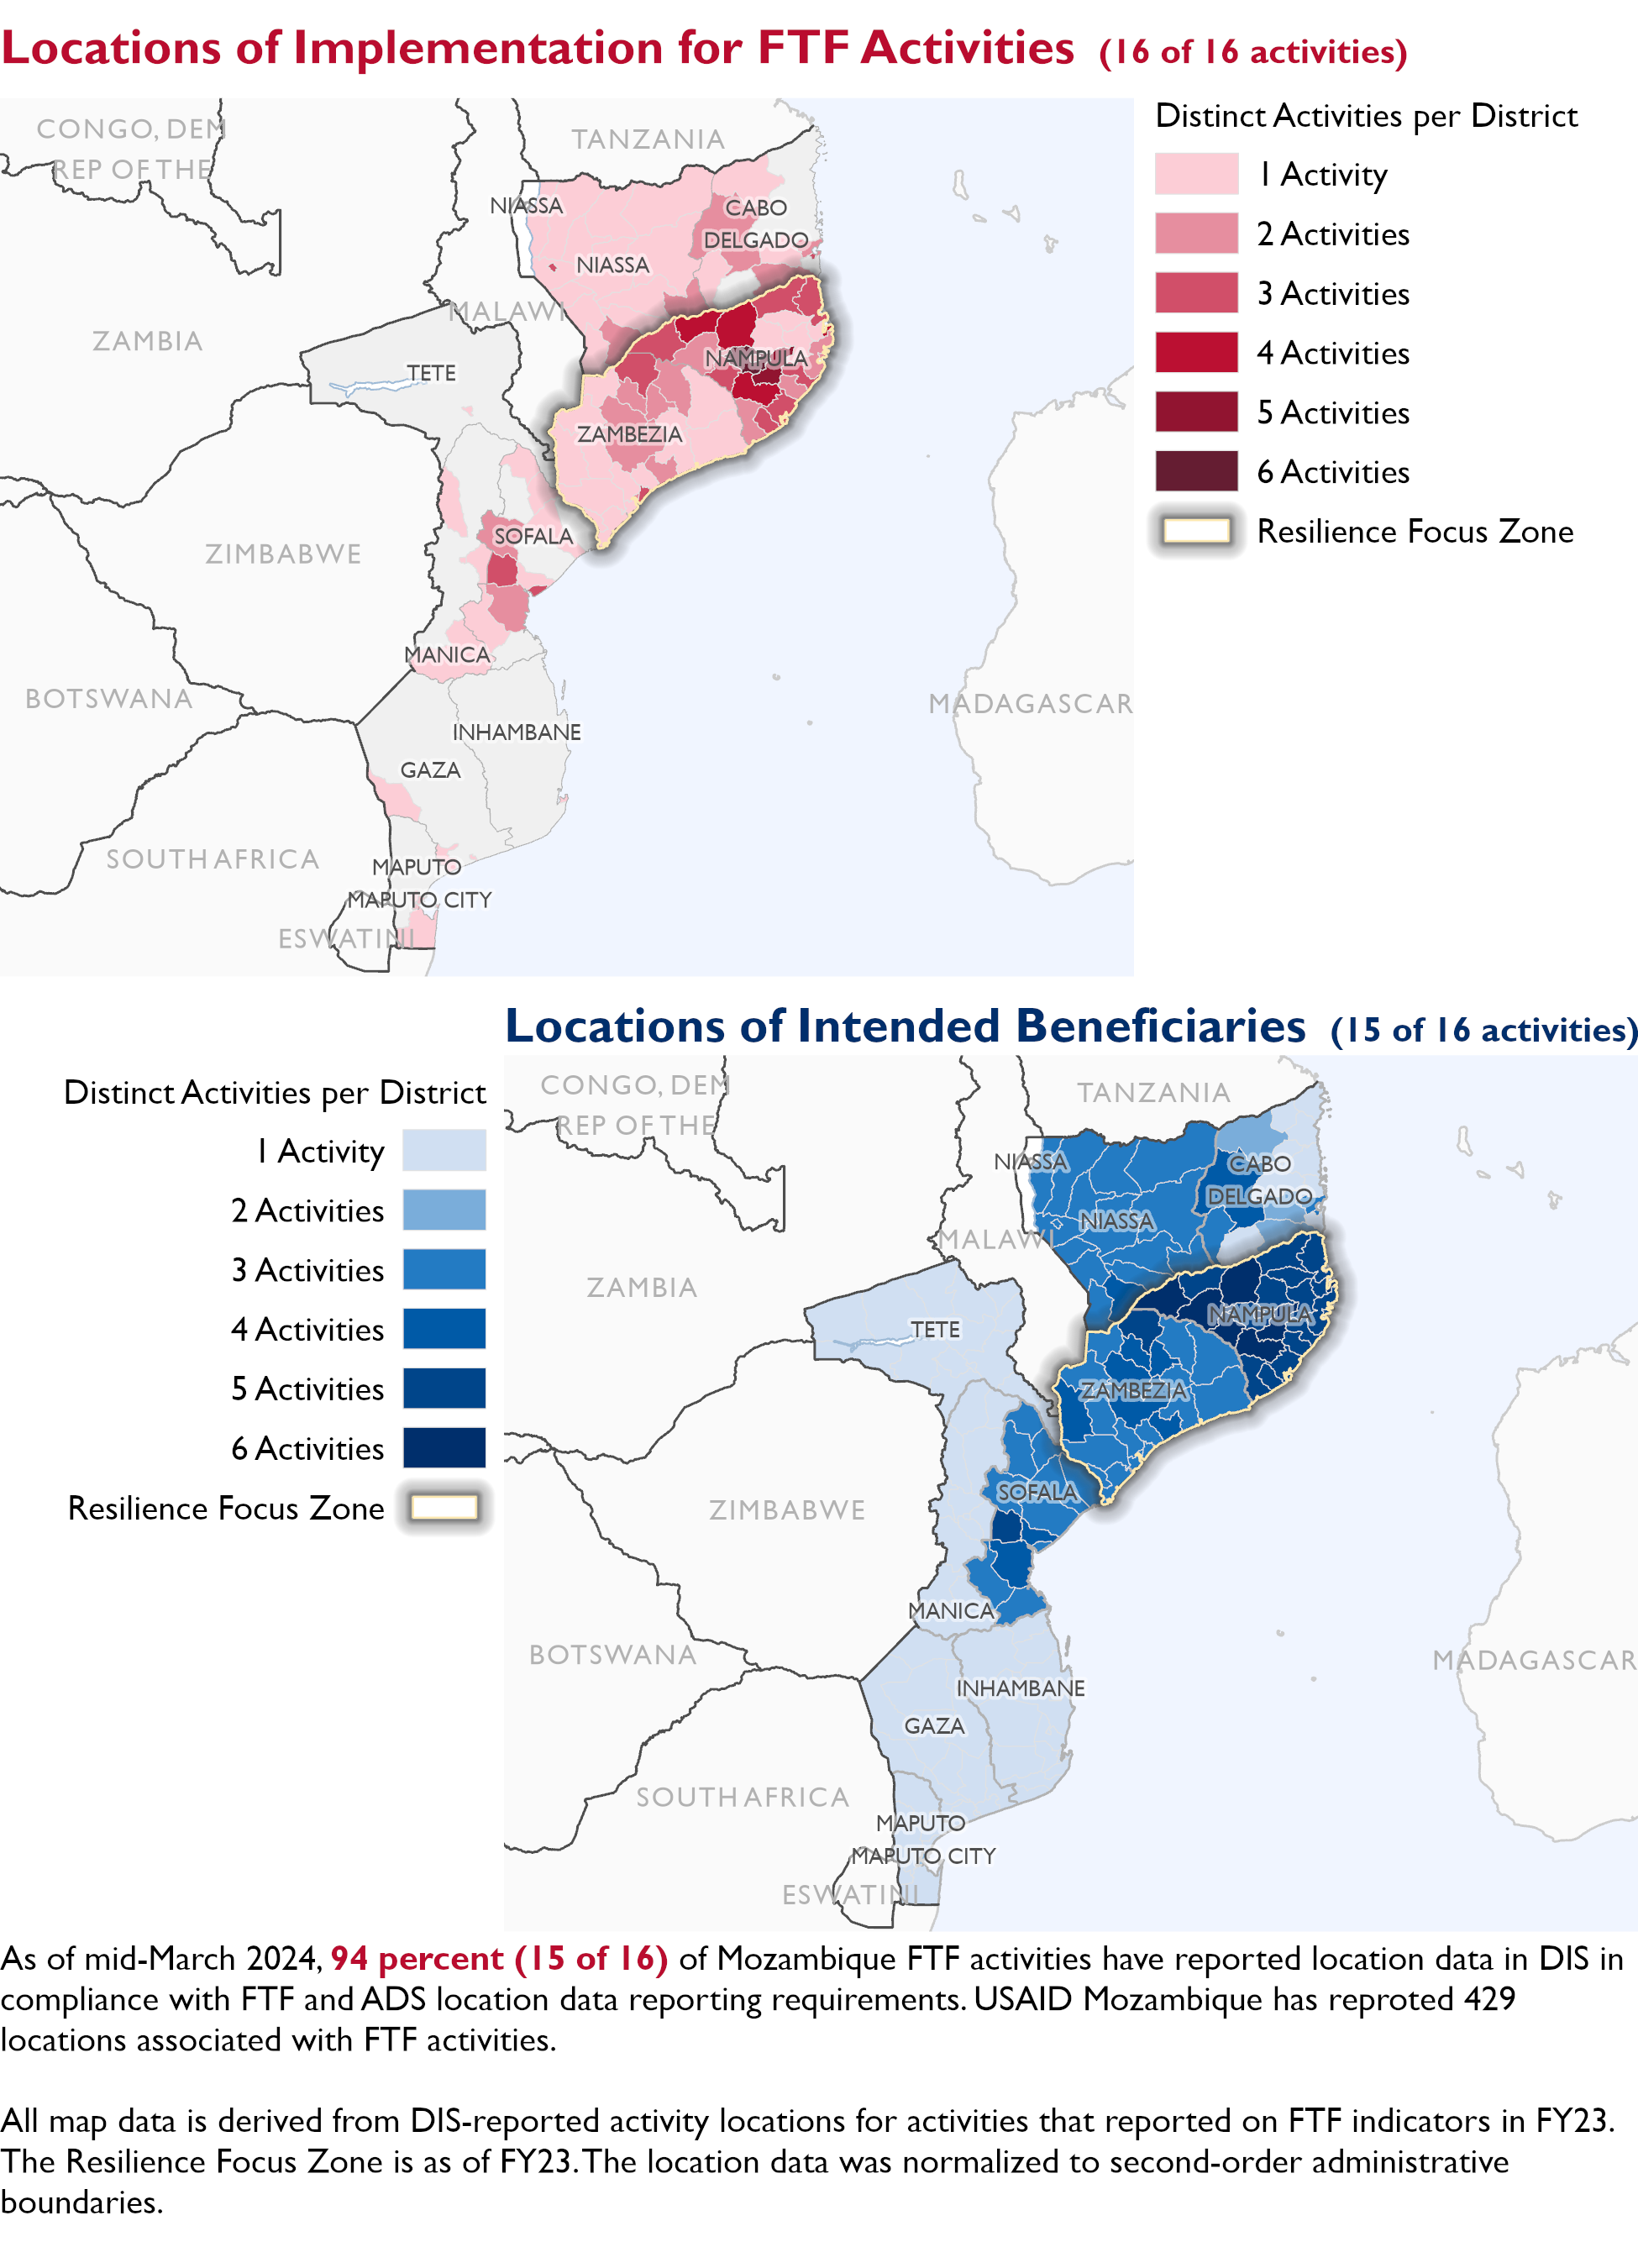 Locations of Implementation for FTF Activities (16 of 16 activities)
CONGO, DEM
REP OF THE
TANZANIA
NIASSA
CABO
DELGADO
NIASSA
MALAWI
ZAMBIA
NAMPULA
TETE
ZAMBEZIA
SOFALA
ZIMBABWE
MANICA
BOTSWANA
MADAGASCAR
INHAMBANE
GAZA
SOUTH AFRICA
MAPUTO
MAPUTO CITY
ESWATINI
Distinct Activities per District
1 Activity
2 Activities
3 Activities
4 Activities
5 Activities
6 Activities
Resilience Focus Zone
Locations of Intended Beneficiaries (15 of 16 activities)
Distinct Activities per District
1 Activity
2 Activities
3 Activities
4 Activities
5 Activities
6 Activities
Resilience Focus Zone
CONGO, DEM
REP OF THE
TANZANIA
NIASSA
CABO
DELGADO
NIASSA
MALAWI
ZAMBIA
NAMPULA
TETE
ZAMBEZIA
SOFALA
ZIMBABWE
MANICA
BOTSWANA
MADAGASCAR
INHAMBANE
GAZA
SOUTH AFRICA
MAPUTO
MAPUTO CITY
ESWATINI
As of mid-March 2024, 94 percent (15 of 16) of Mozambique FTF activities have reported location data in DIS in
compliance with FTF and ADS location data reporting requirements. USAID Mozambique has reproted 429
locations associated with FTF activities.
All map data is derived from DIS-reported activity locations for activities that reported on FTF indicators in FY23.
The Resilience Focus Zone is as of FY23. The location data was normalized to second-order administrative
boundaries.